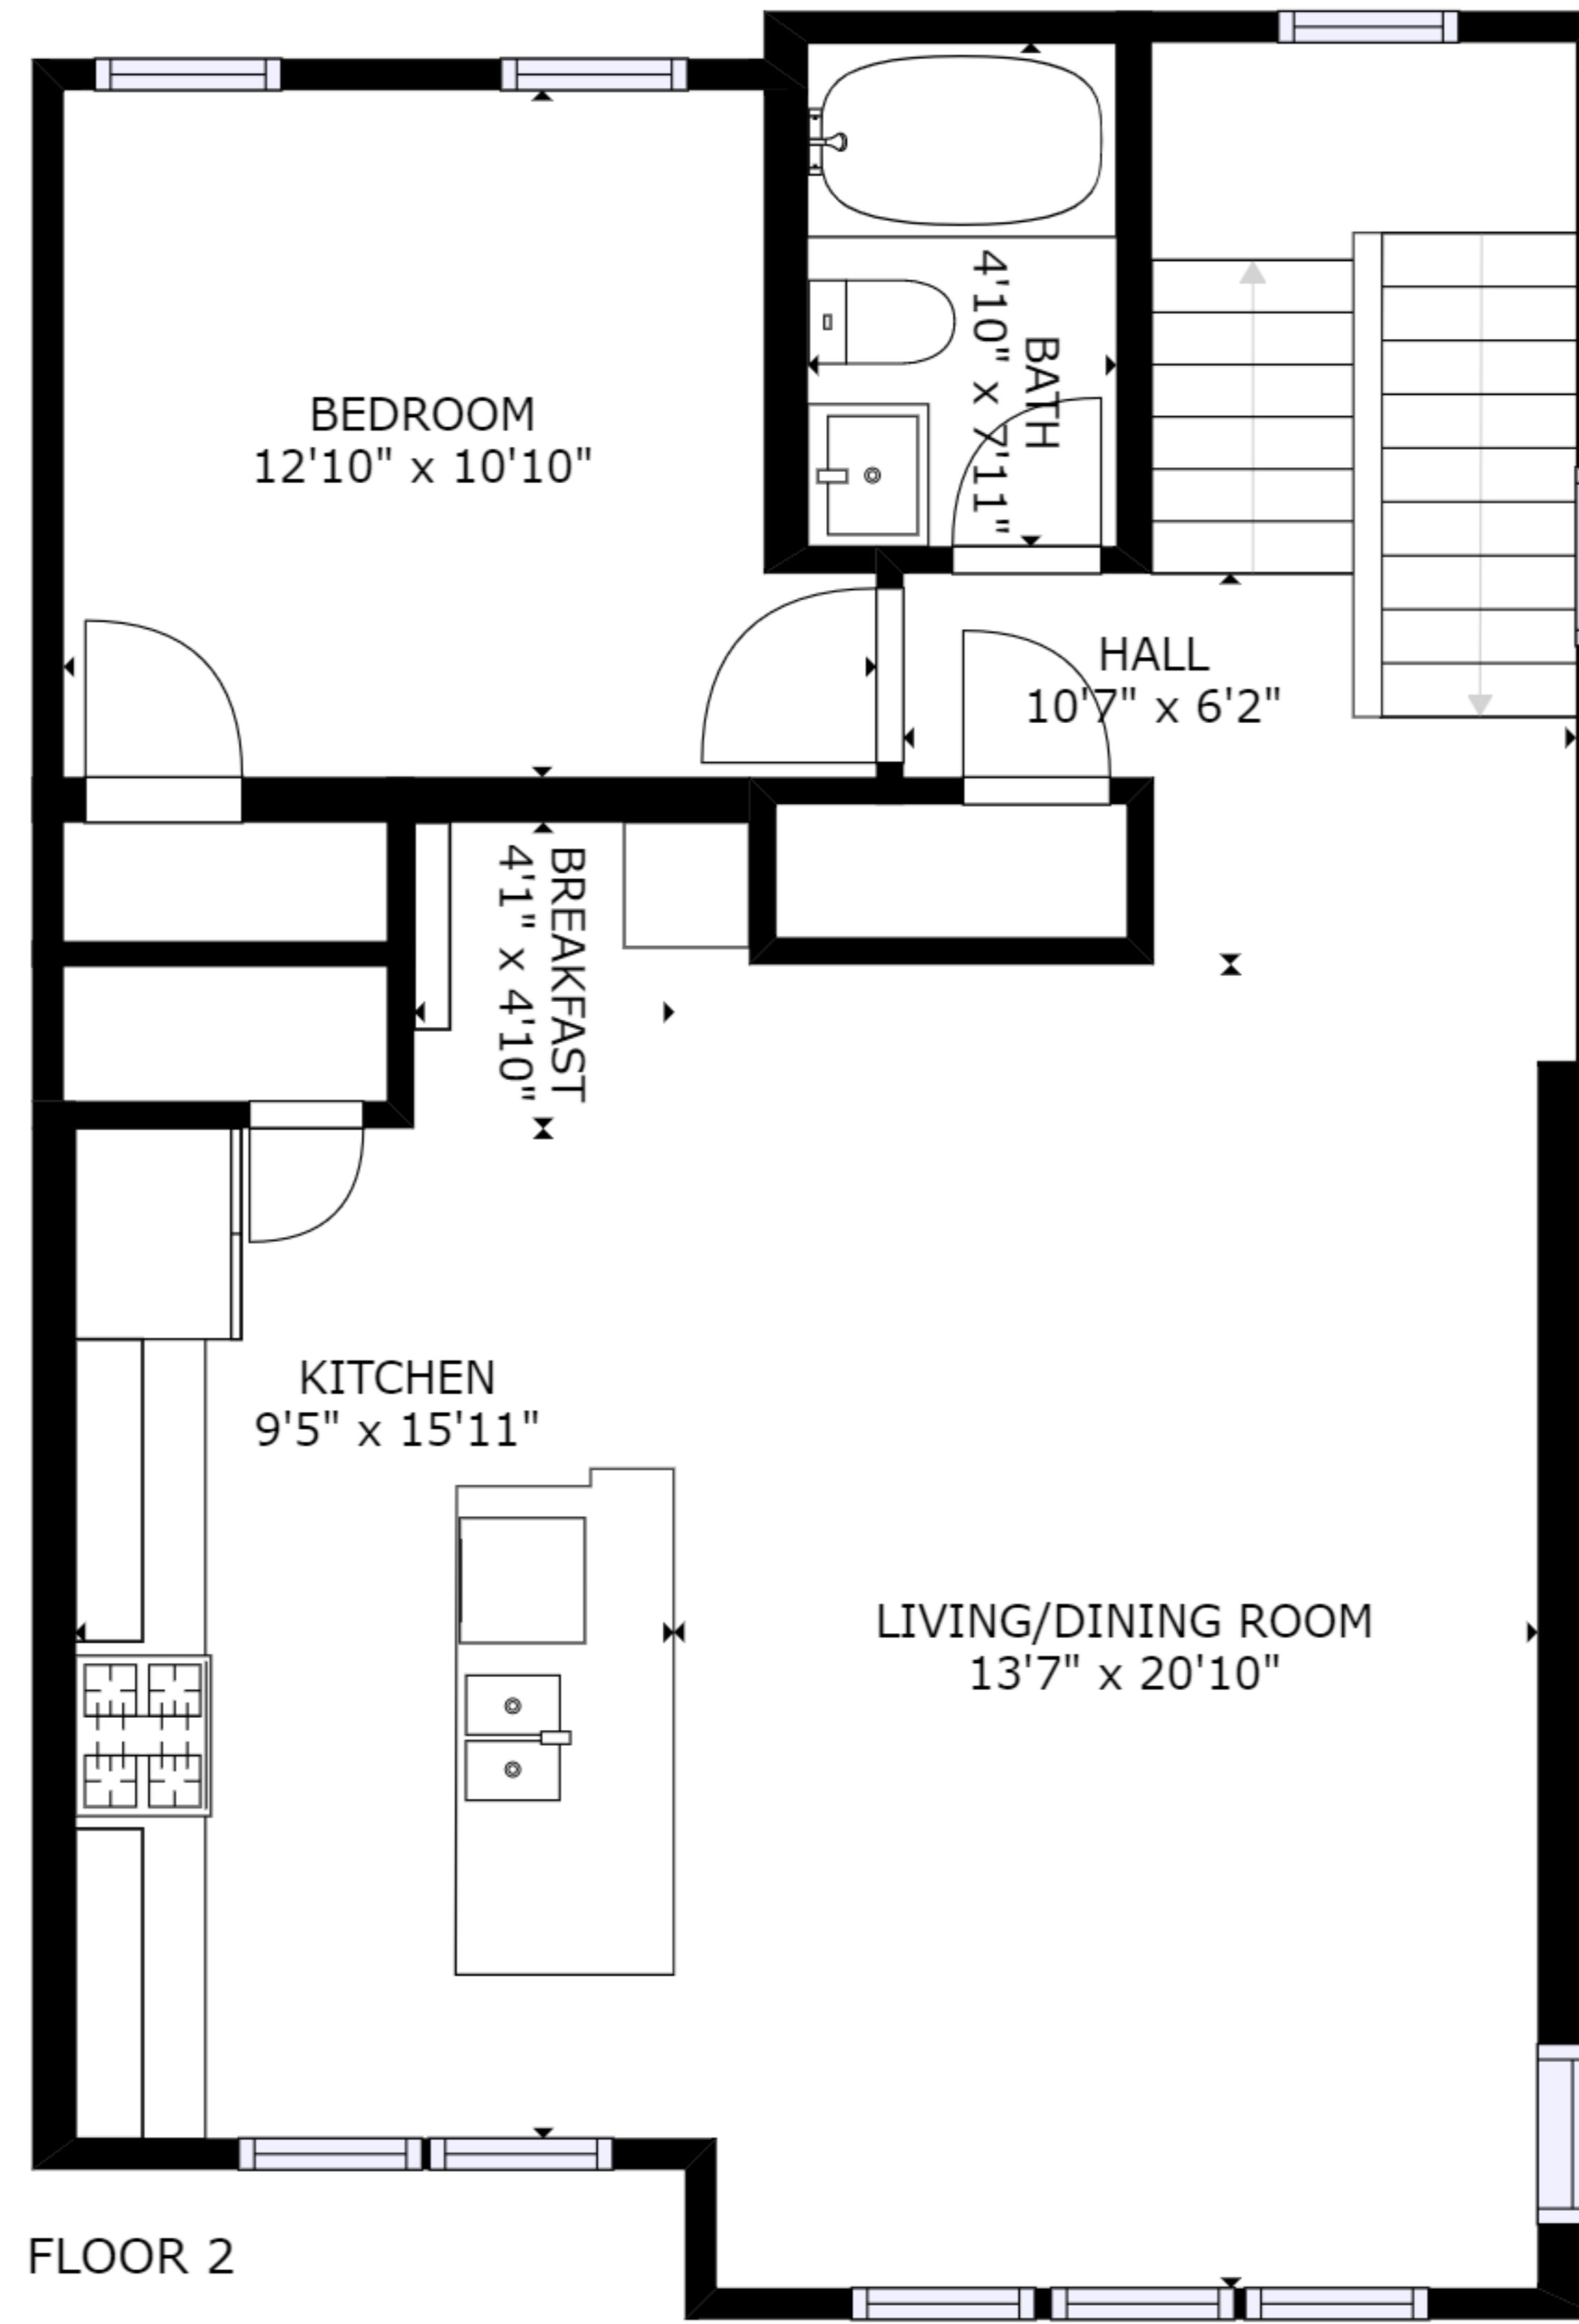 BEDROOM
12'10" x 10'10"
BATH
4'10" x 7'11"
HALL
10'7" x 6'2"
BREAKFAST
4'1" x 4'10"
KITCHEN
9'5" x 15'11"
LIVING/DINING ROOM
13'7" x 20'10"
FLOOR 2